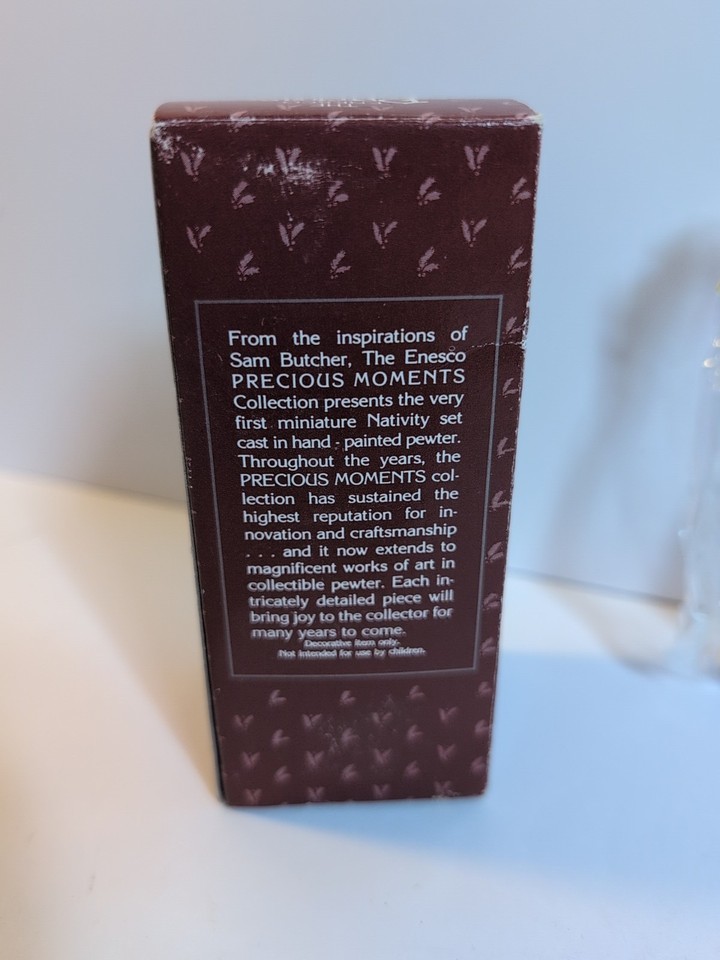 From the inspirations of
Sam Butcher, The Enesco
PRECIOUS MOMENTS
Collection presents the very
first miniature Nativity set
cast in hand - painted pewter.
Throughout the years, the
PRECIOUS MOMENTS col-
lection has sustained the
highest reputation for in-
novation and craftsmanship
. . . and it now extends to
magnificent works of art in
collectible pewter. Each in-
tricately detailed piece will
bring joy to the collector for
many years to come.
Decorative item only.
Not intended for use by children.